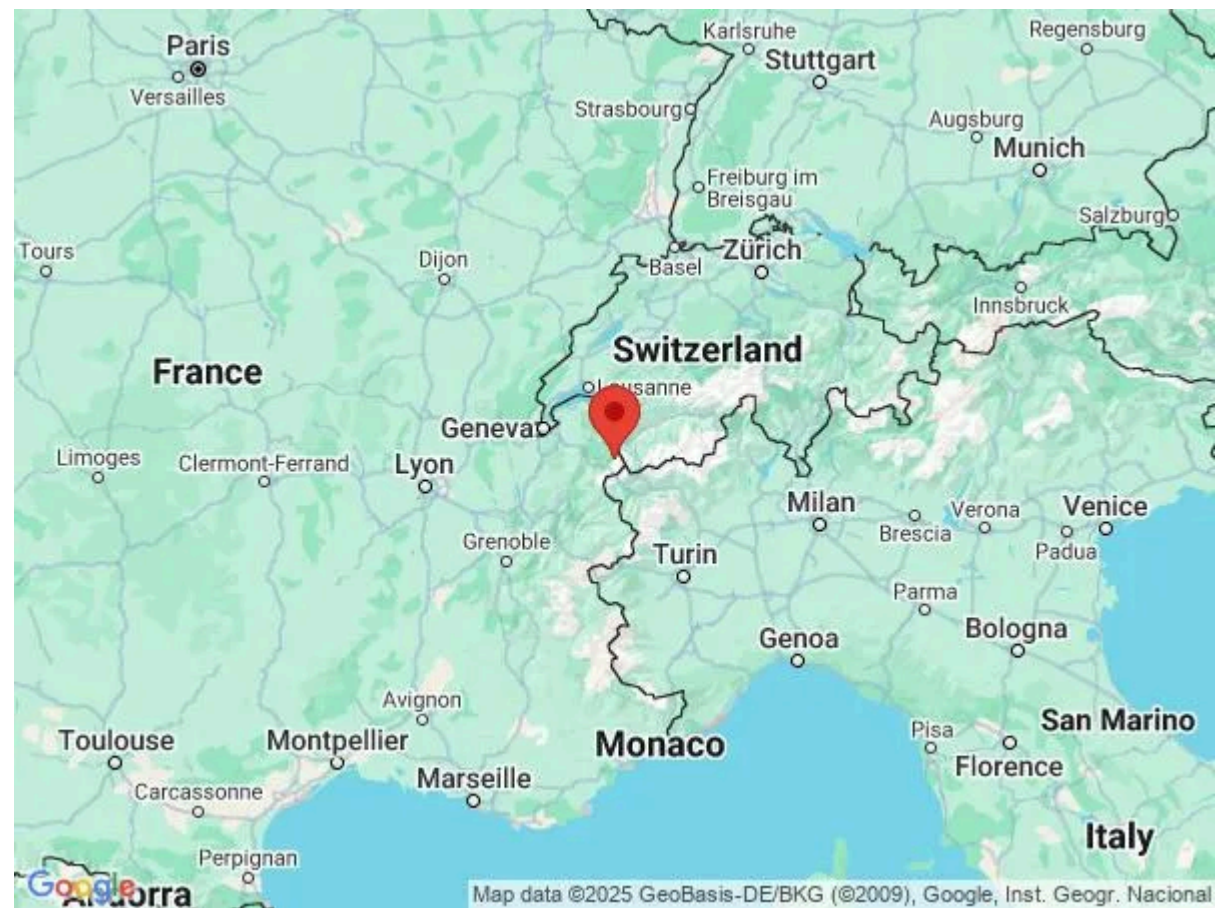 Karlsruhe
Regensburg
Paris
Stuttgart
Versailles
Strasbourg
Augsburg
Munich
Freiburg im
Breisgau
Salzburg
Tours
Dijon
Basel
Zürich
Innsbruck
Switzerland
France
Lausanne
Geneva
Limoges
Clermont-Ferrand
Lyon
Milan
Verona
Venice
Brescia
Padua
Grenoble
Turin
Parma
Genoa
Bologna
Avignon
San Marino
Toulouse
Montpellier
Monaco
Pisa
Florence
Marseille
Carcassonne
Italy
Perpignan
Google
Andorra
Map data ©2025 GeoBasis-DE/BKG (©2009), Google, Inst. Geogr. Nacional